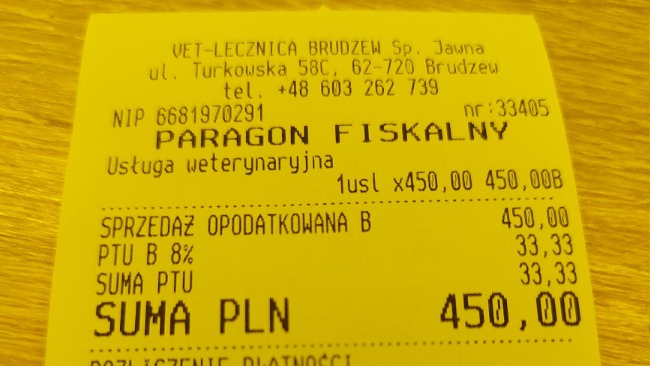 VET-LECZNICA BRUDZEW Sp. Jawna
ul. Turkowska 58C, 62-720 Brudzew
tel. +48 603 262 739
NIP 6681970291 nr:33405
PARAGON FISKALNY
Usługa weterynaryjna
1usl x450,00 450,00B
SPRZEDAŻ OPODATKOWANA B 450,00
PTU B 8% 33,33
SUMA PTU 33,33
SUMA PLN 450,00
ROZLICZENIE PŁATNOŚCI